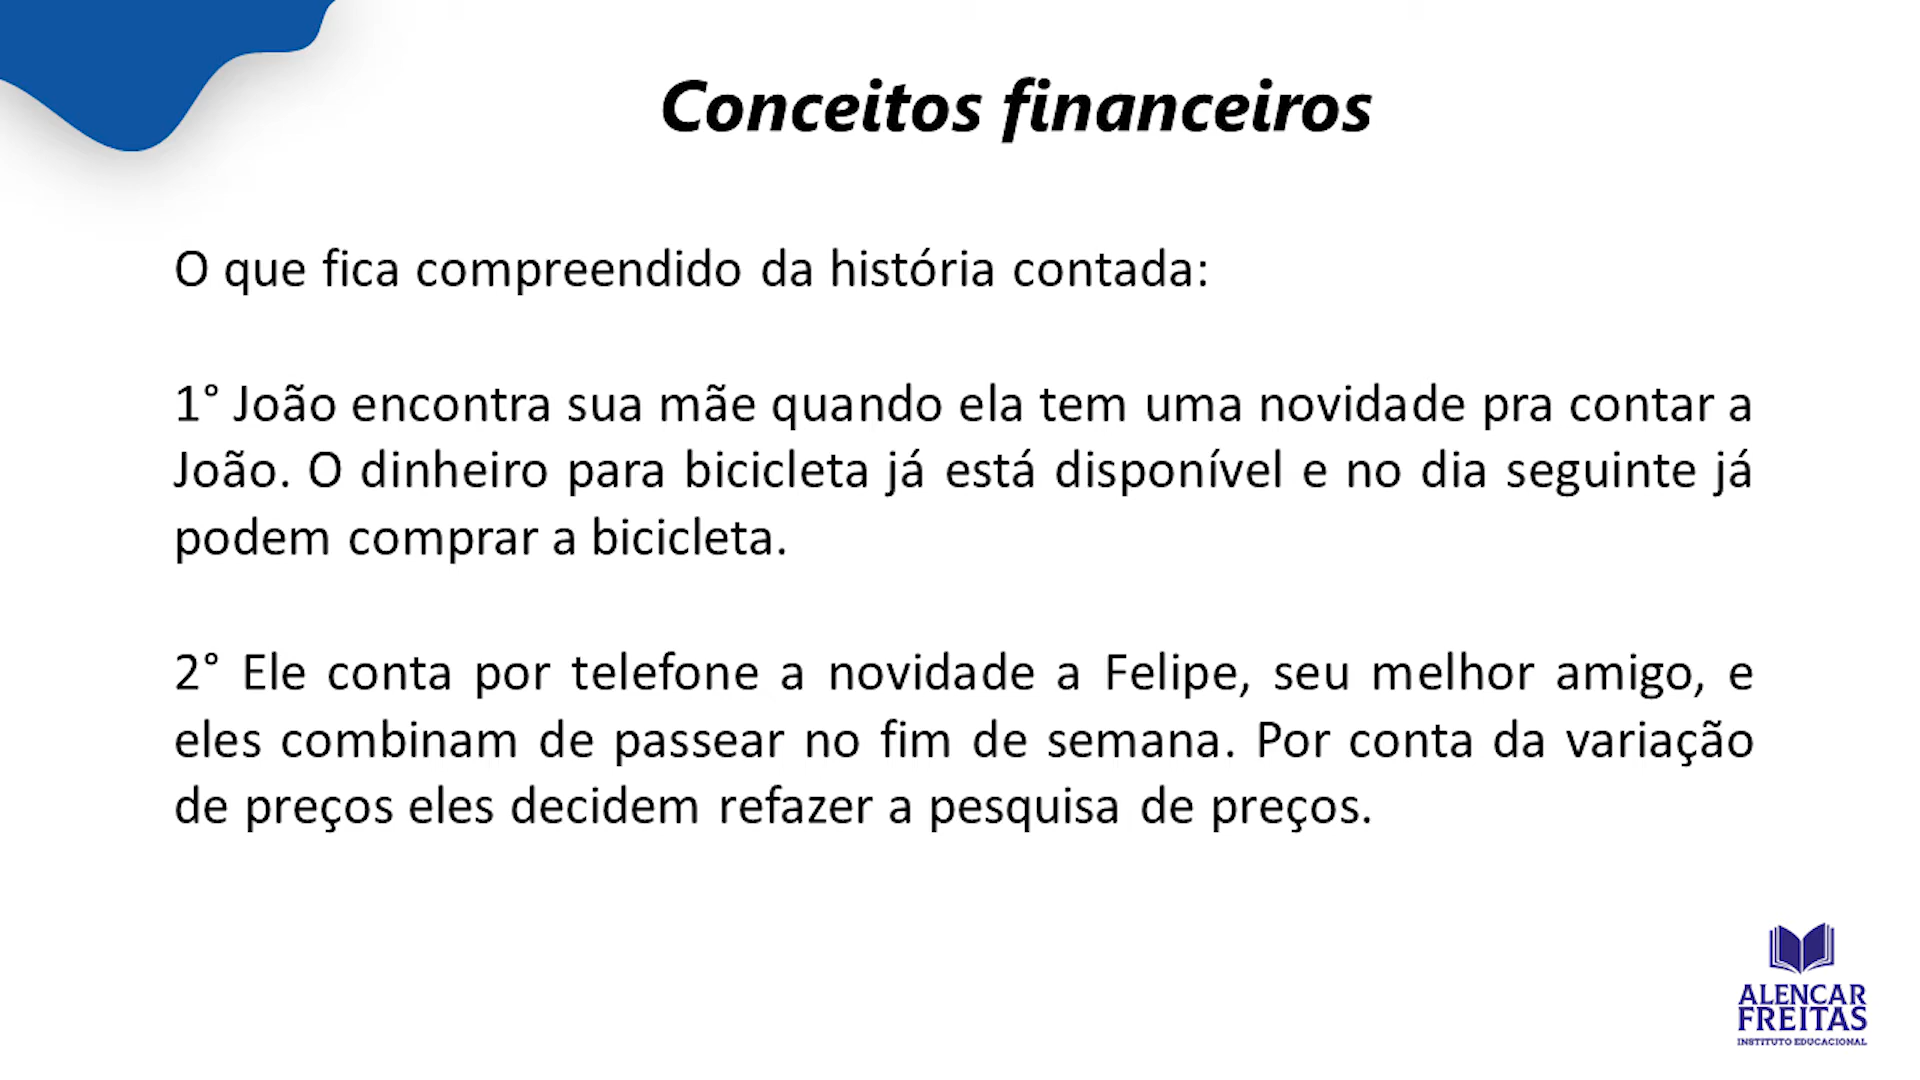 Conceitos financeiros
O que fica compreendido da história contada:
1° João encontra sua mãe quando ela tem uma novidade pra contar a
João. O dinheiro para bicicleta já está disponível e no dia seguinte já
podem comprar a bicicleta.
2° Ele conta por telefone a novidade a Felipe, seu melhor amigo, e
eles combinam de passear no fim de semana. Por conta da variação
de preços eles decidem refazer a pesquisa de preços.
ALENCAR
FREITAS
INSTITUTO EDUCACIONAL